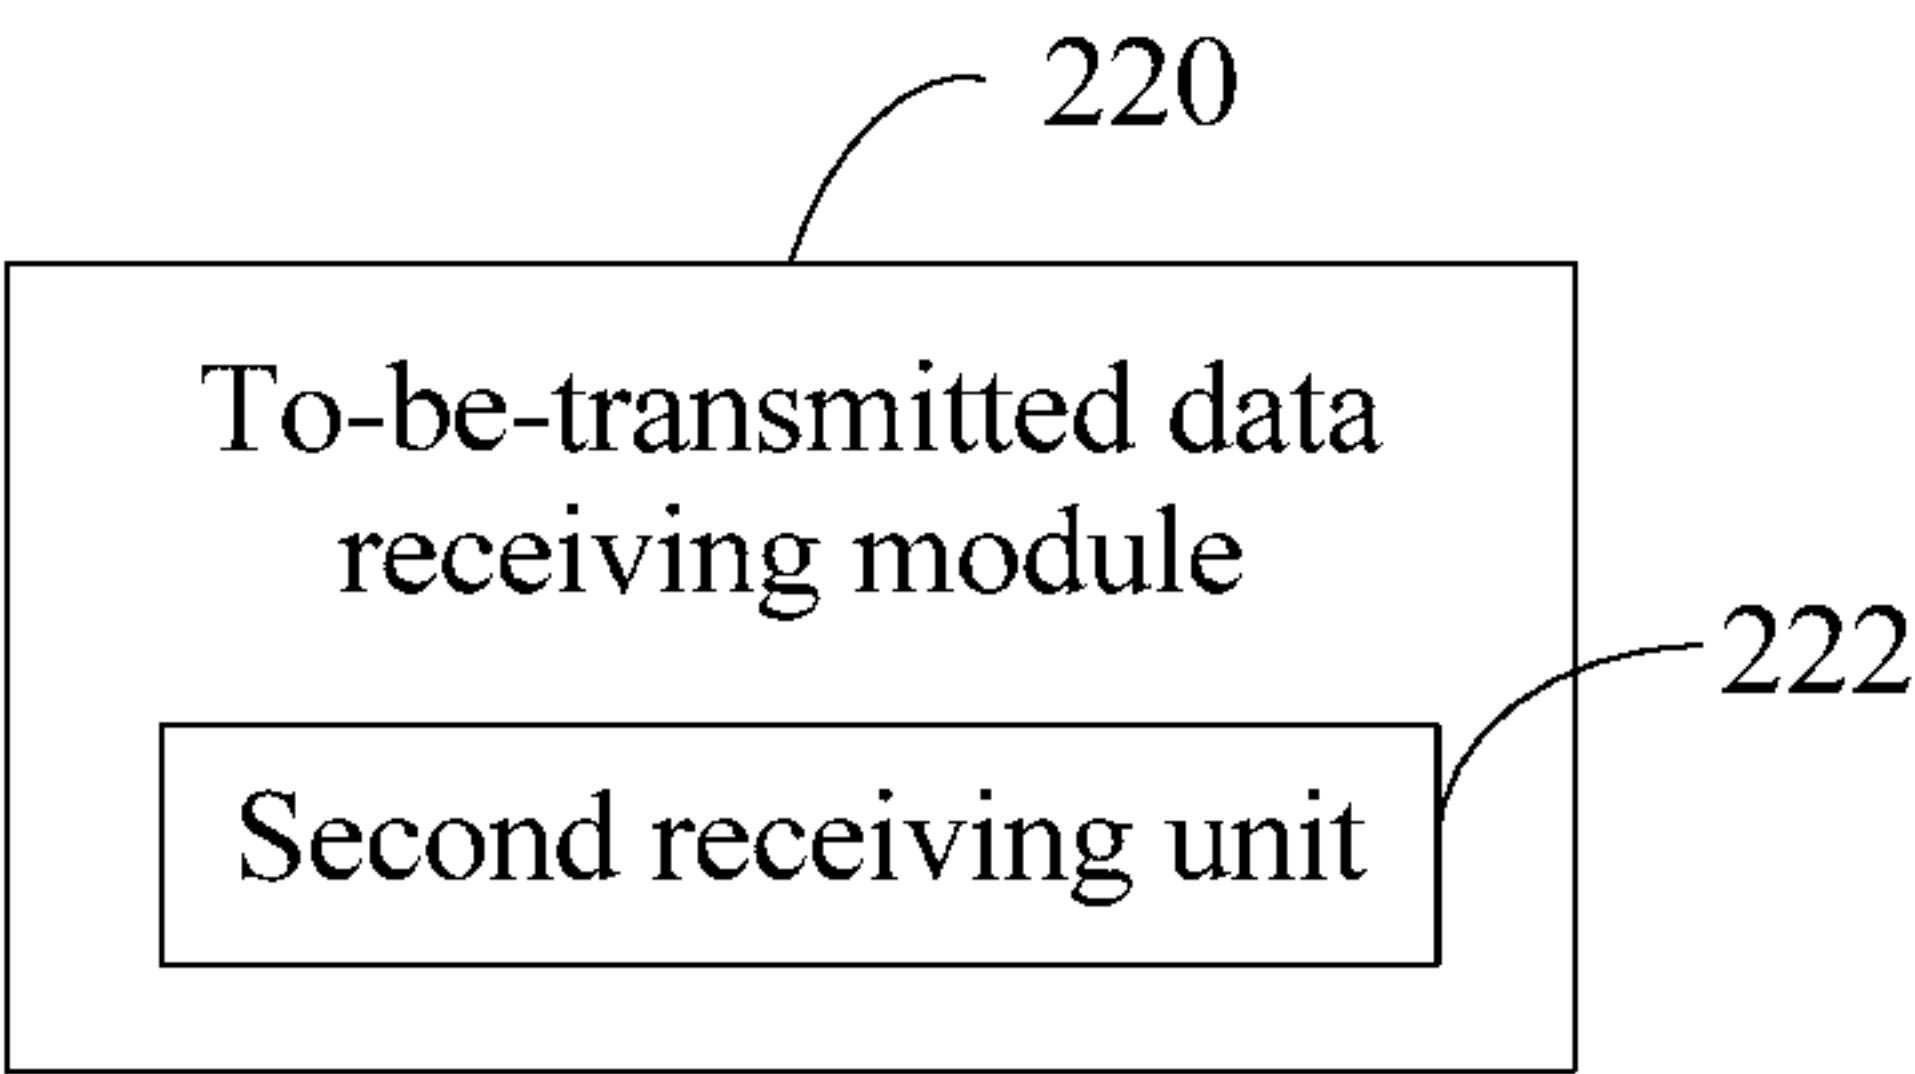 220
To-be-transmitted data
receiving module
222
Second receiving unit